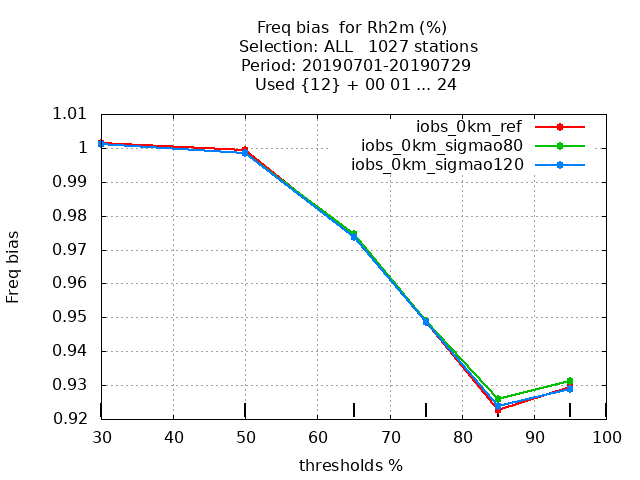 Freq bias  for Rh2m (%)
Selection: ALL   1027 stations
Period: 20190701-20190729
Used {12} + 00 01 ... 24
1.01
1
0.99
0.98
0.97
0.96
0.95
0.94
0.93
0.92
Freq bias
iobs_0km_ref
iobs_0km_sigmao80
iobs_0km_sigmao120
30 40 50 60 70 80 90 100
thresholds %